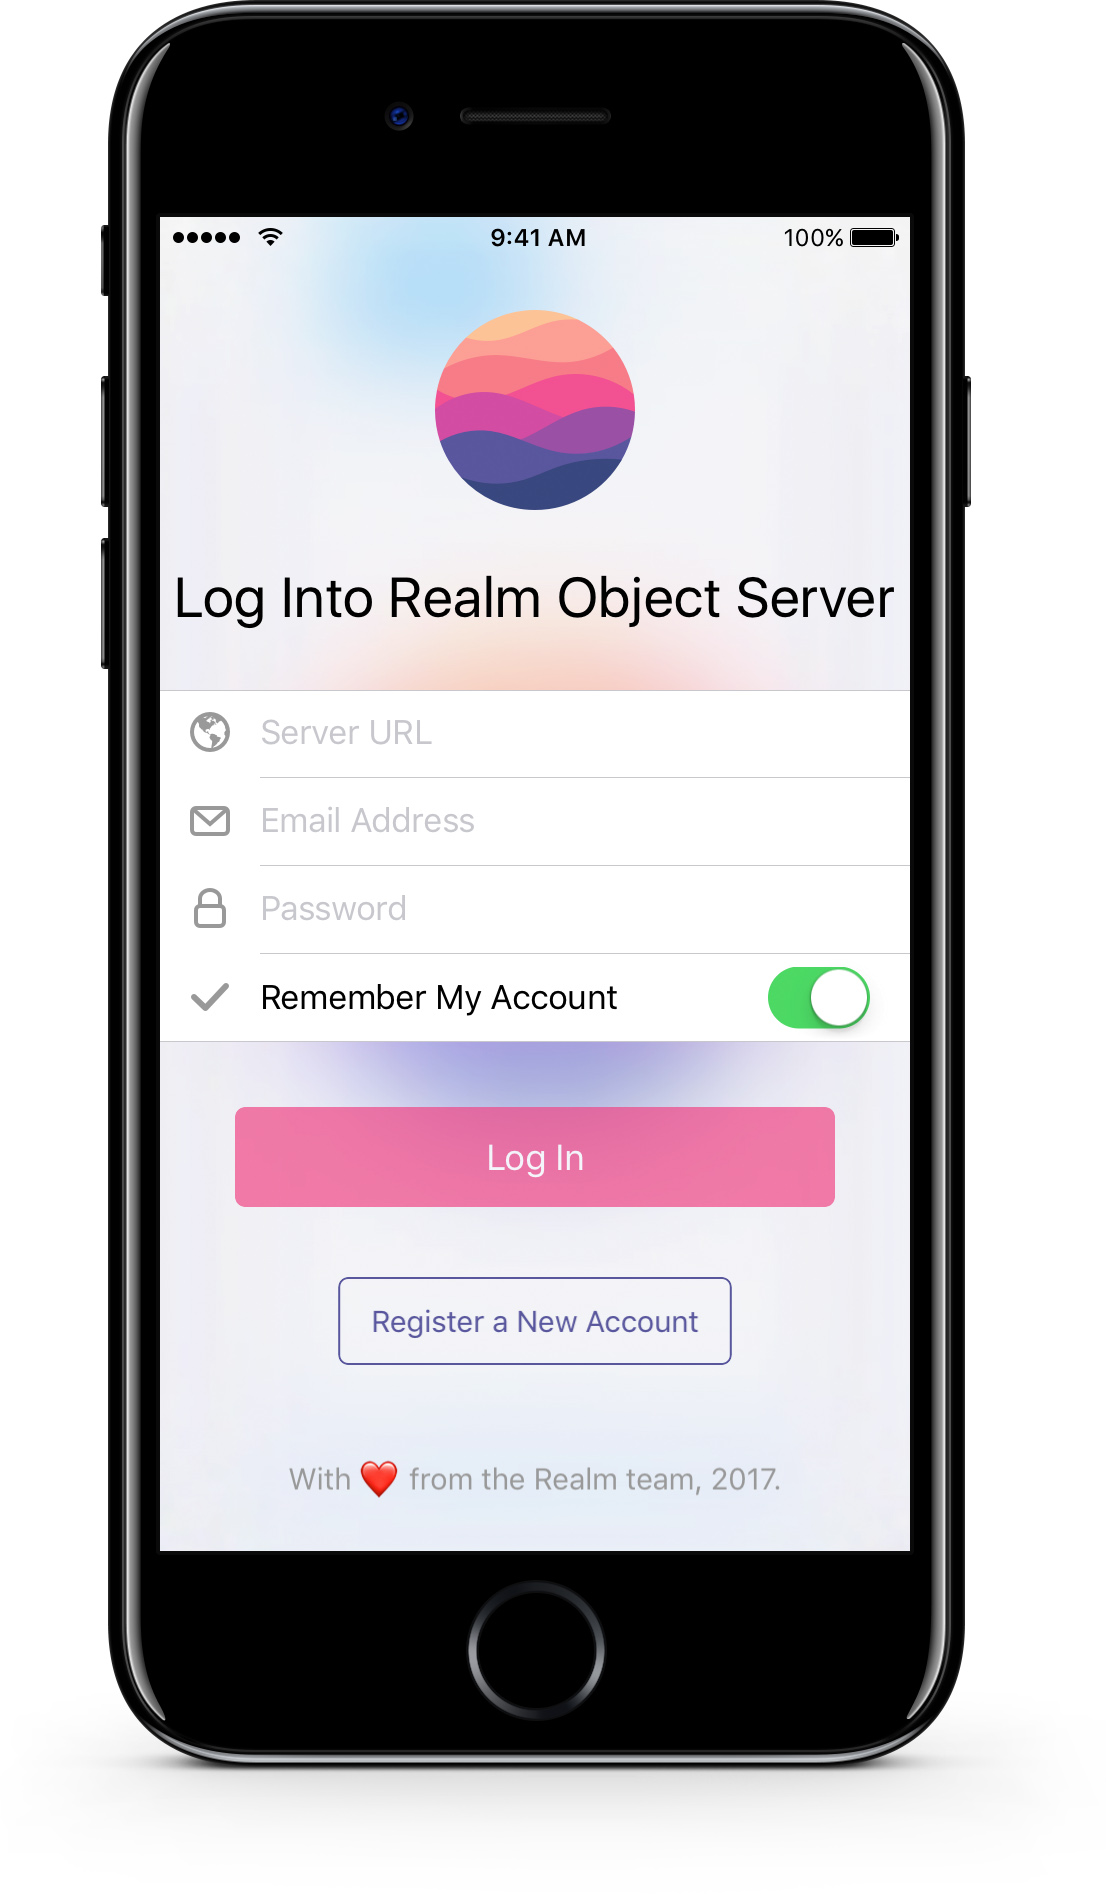 9:41 AM 100%
Log Into Realm Object Server
Server URL
Email Address
Password
Remember My Account
Log In
Register a New Account
With ❤️ from the Realm team, 2017.